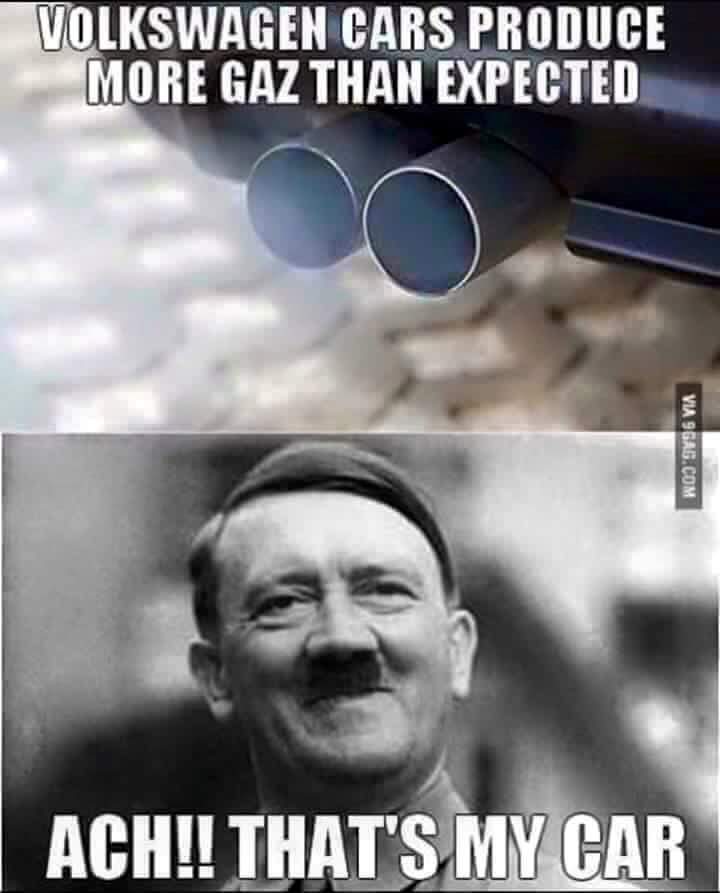 VOLKSWAGEN CARS PRODUCE
MORE GAZ THAN EXPECTED
VIA 9GAG.COM
ACH!! THAT'S MY CAR